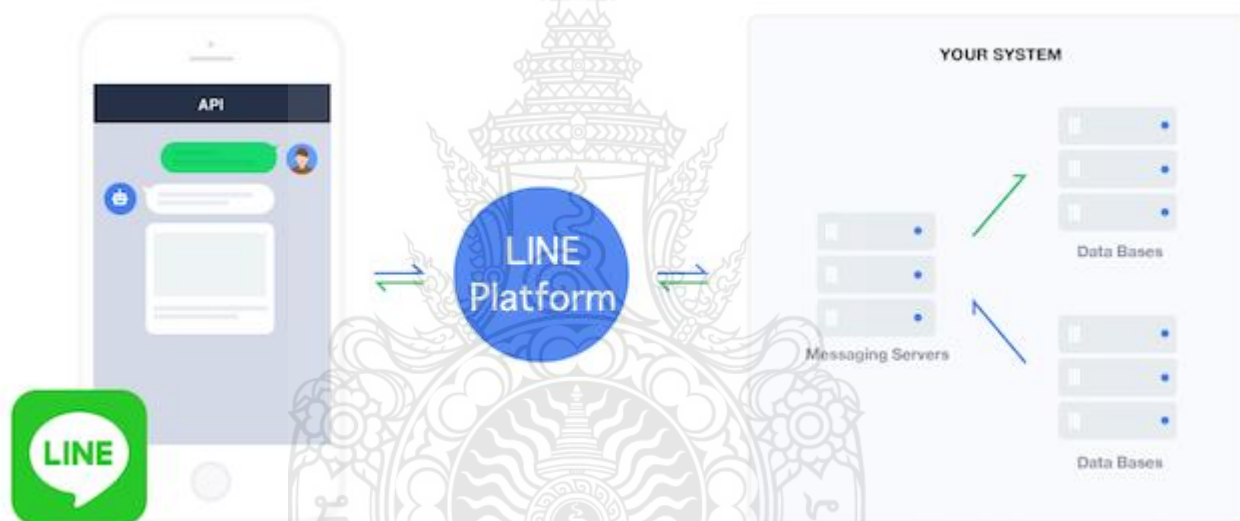 API
LINE
Platform
LINE
YOUR SYSTEM
Messaging Servers
Data Bases
Data Bases